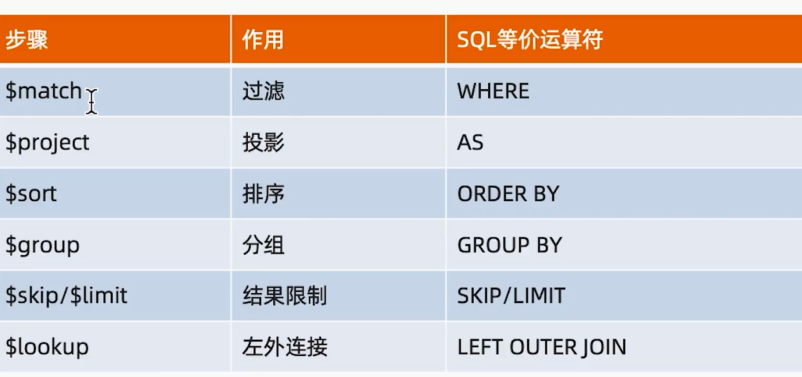 步骤 作用 SQL等价运算符
$match 过滤 WHERE
$project 投影 AS
$sort 排序 ORDER BY
$group 分组 GROUP BY
$skip/$limit 结果限制 SKIP/LIMIT
$lookup 左外连接 LEFT OUTER JOIN